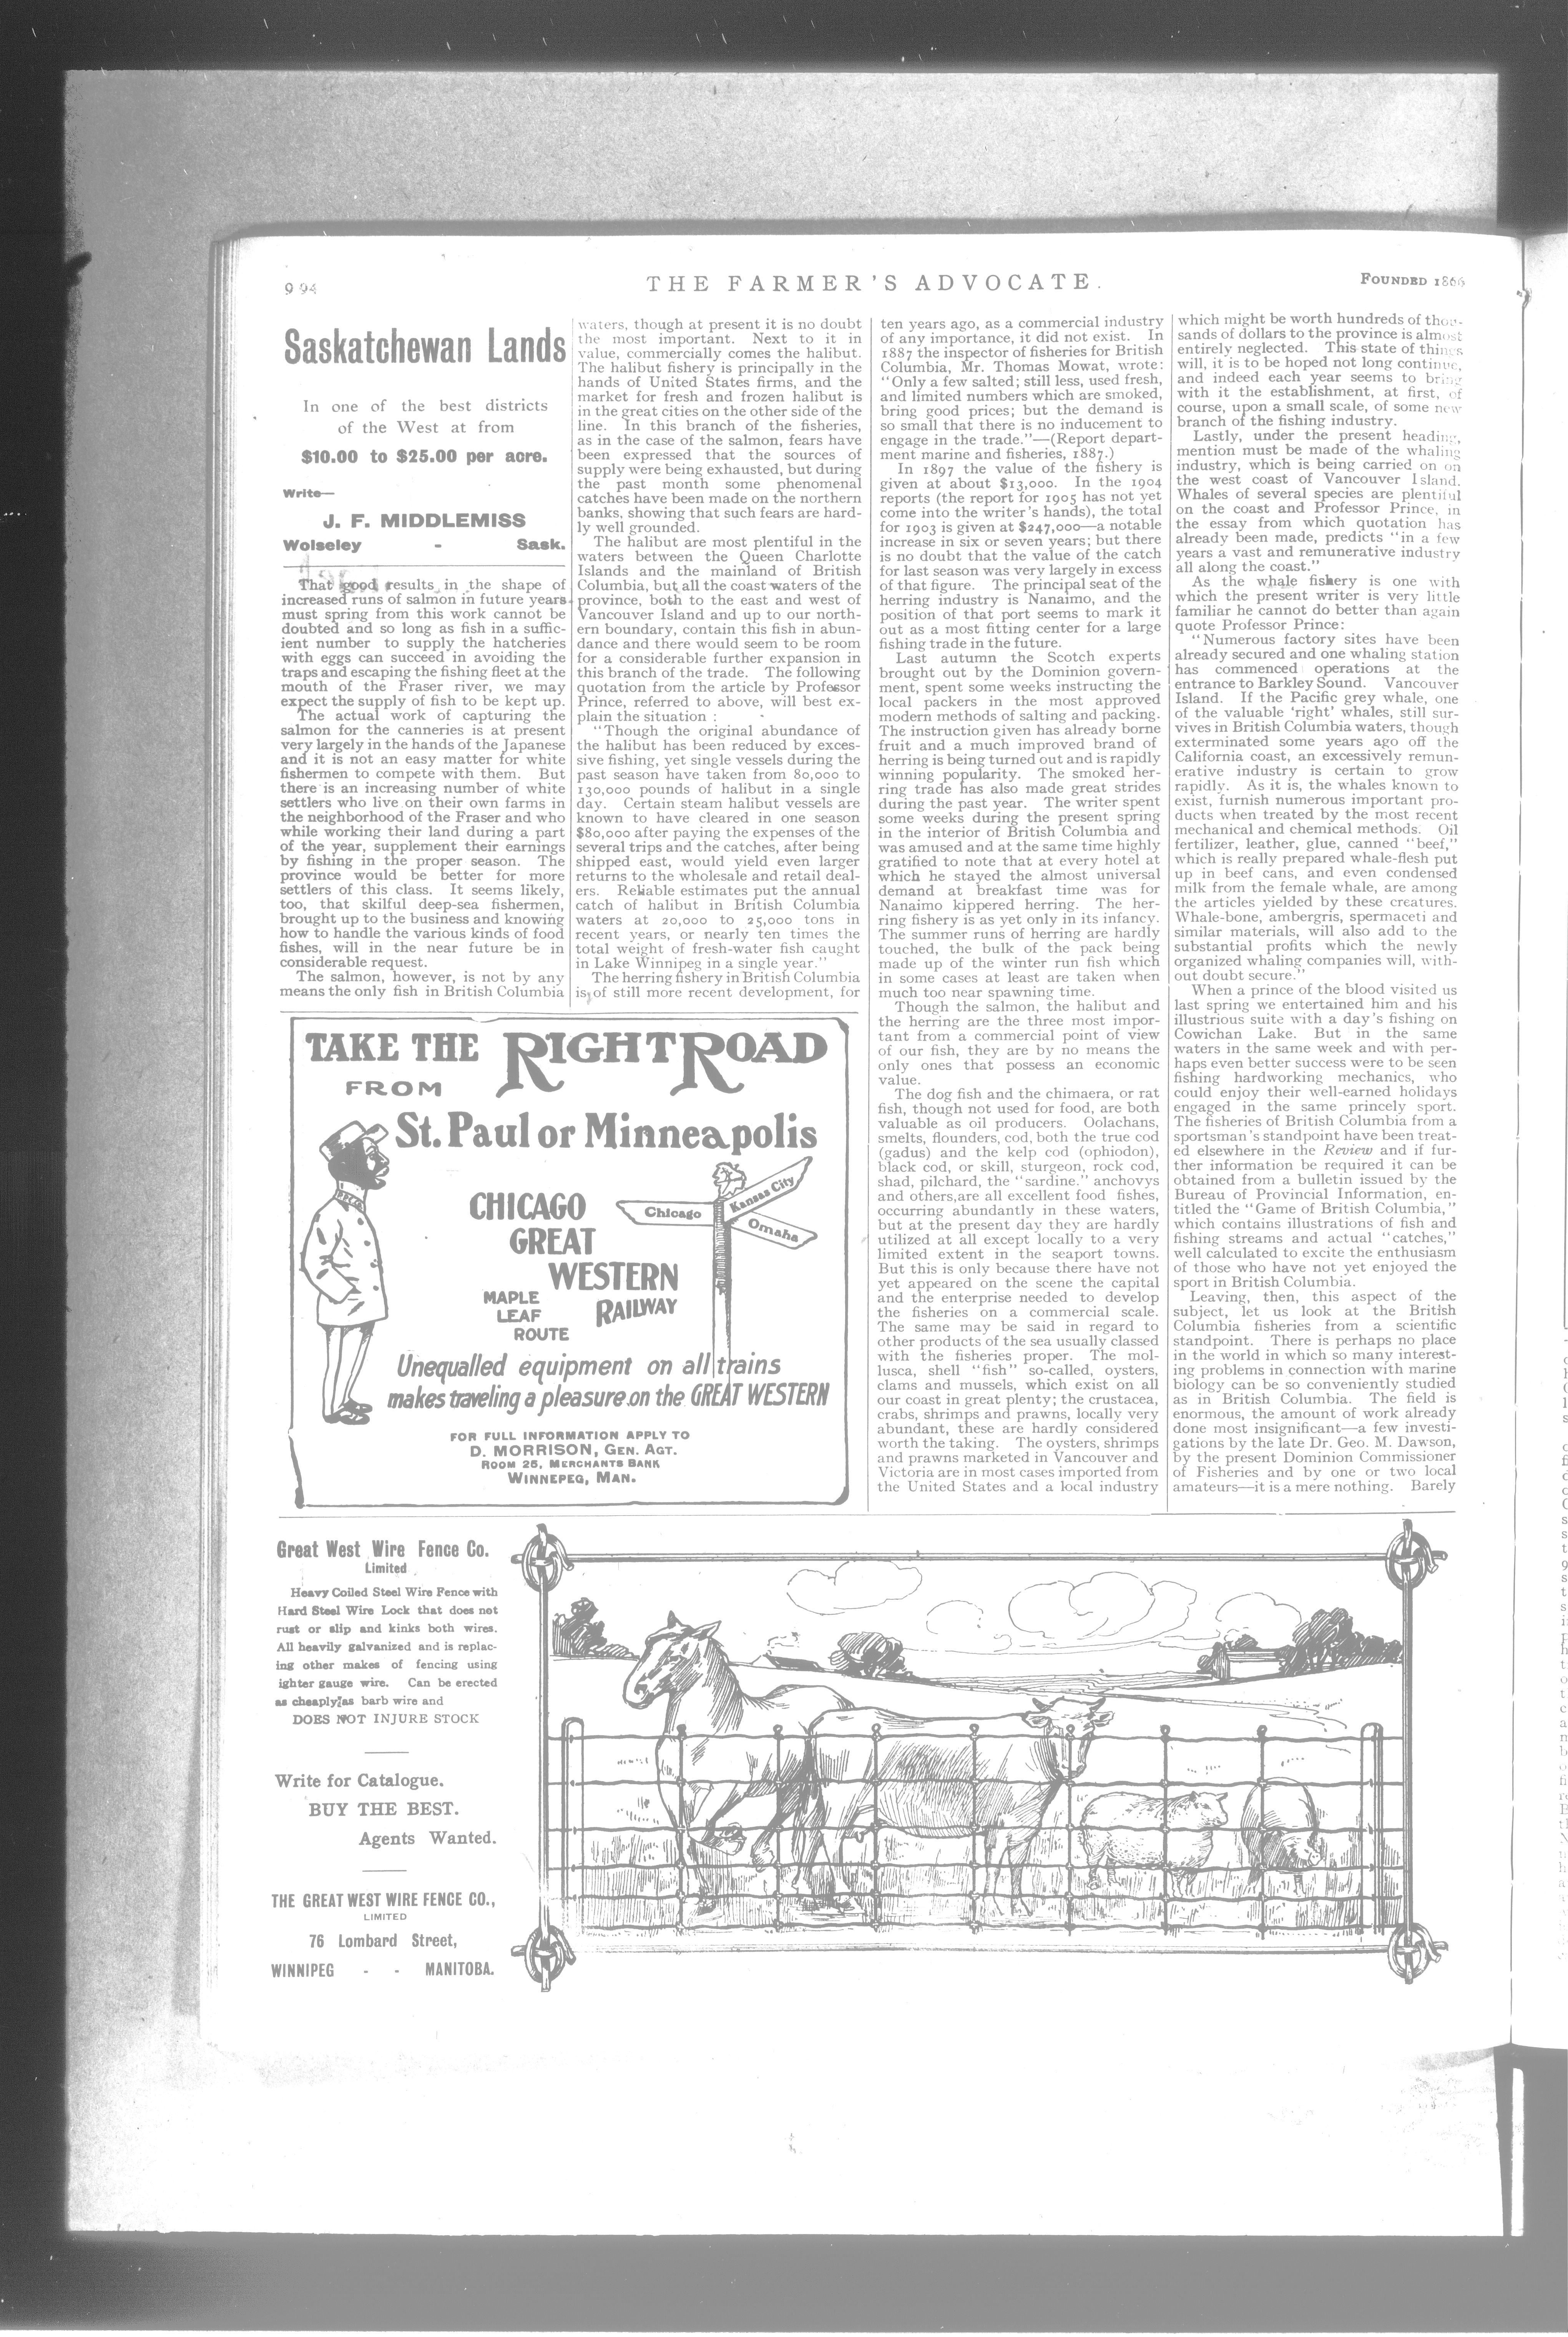 994
THE FARMER'S ADVOCATE.
FOUNDED 1866
Saskatchewan Lands
In one of the best districts
of the West at from
$10.00 to $25.00 per acre.
Write—
J. F. MIDDLEMISS
Wolseley - Sask.
That good results in the shape of
increased runs of salmon in future years
must spring from this work cannot be
doubted and so long as fish in a suffic-
ient number to supply the hatcheries
with eggs can succeed in avoiding the
traps and escaping the fishing fleet at the
mouth of the Fraser river, we may
expect the supply of fish to be kept up.
The actual work of capturing the
salmon for the canneries is at present
very largely in the hands of the Japanese
and it is not an easy matter for white
fishermen to compete with them. But
there is an increasing number of white
settlers who live on their own farms in
the neighborhood of the Fraser and who
while working their land during a part
of the year, supplement their earnings
by fishing in the proper season. The
province would be better for more
settlers of this class. It seems likely,
too, that skilful deep-sea fishermen,
brought up to the business and knowing
how to handle the various kinds of food
fishes, will in the near future be in
considerable request.
The salmon, however, is not by any
means the only fish in British Columbia
waters, though at present it is no doubt
the most important. Next to it in
value, commercially comes the halibut.
The halibut fishery is principally in the
hands of United States firms, and the
market for fresh and frozen halibut is
in the great cities on the other side of the
line. In this branch of the fisheries,
as in the case of the salmon, fears have
been expressed that the sources of
supply were being exhausted, but during
the past month some phenomenal
catches have been made on the northern
banks, showing that such fears are hard-
ly well grounded.
The halibut are most plentiful in the
waters between the Queen Charlotte
Islands and the mainland of British
Columbia, but all the coast waters of the
province, both to the east and west of
Vancouver Island and up to our north-
ern boundary, contain this fish in abun-
dance and there would seem to be room
for a considerable further expansion in
this branch of the trade. The following
quotation from the article by Professor
Prince, referred to above, will best ex-
plain the situation :
"Though the original abundance of
the halibut has been reduced by exces-
sive fishing, yet single vessels during the
past season have taken from 80,000 to
130,000 pounds of halibut in a single
day. Certain steam halibut vessels are
known to have cleared in one season
$80,000 after paying the expenses of the
several trips and the catches, after being
shipped east, would yield even larger
returns to the wholesale and retail deal-
ers. Reliable estimates put the annual
catch of halibut in British Columbia
waters at 20,000 to 25,000 tons in
recent years, or nearly ten times the
total weight of fresh-water fish caught
in Lake Winnipeg in a single year."
The herring fishery in British Columbia
is of still more recent development, for
ten years ago, as a commercial industry
of any importance, it did not exist. In
1887 the inspector of fisheries for British
Columbia, Mr. Thomas Mowat, wrote:
"Only a few salted; still less, used fresh,
and limited numbers which are smoked,
bring good prices; but the demand is
so small that there is no inducement to
engage in the trade."—(Report depart-
ment marine and fisheries, 1887.)
In 1897 the value of the fishery is
given at about $13,000. In the 1904
reports (the report for 1905 has not yet
come into the writer's hands), the total
for 1903 is given at $247,000—a notable
increase in six or seven years; but there
is no doubt that the value of the catch
for last season was very largely in excess
of that figure. The principal seat of the
herring industry is Nanaimo, and the
position of that port seems to mark it
out as a most fitting center for a large
fishing trade in the future.
Last autumn the Scotch experts
brought out by the Dominion govern-
ment, spent some weeks instructing the
local packers in the most approved
modern methods of salting and packing.
The instruction given has already borne
fruit and a much improved brand of
herring is being turned out and is rapidly
winning popularity. The smoked her-
ring trade has also made great strides
during the past year. The writer spent
some weeks during the present spring
in the interior of British Columbia and
was amused and at the same time highly
gratified to note that at every hotel at
which he stayed the almost universal
demand at breakfast time was for
Nanaimo kippered herring. The her-
ring fishery is as yet only in its infancy.
The summer runs of herring are hardly
touched, the bulk of the pack being
made up of the winter run fish which
in some cases at least are taken when
much too near spawning time.
Though the salmon, the halibut and
the herring are the three most impor-
tant from a commercial point of view
of our fish, they are by no means the
only ones that possess an economic
value.
The dog fish and the chimaera, or rat
fish, though not used for food, are both
valuable as oil producers. Oolachans,
smelts, flounders, cod, both the true cod
(gadus) and the kelp cod (ophiodon),
black cod, or skill, sturgeon, rock cod,
shad, pilchard, the "sardine." anchovys
and others,are all excellent food fishes,
occurring abundantly in these waters,
but at the present day they are hardly
utilized at all except locally to a very
limited extent in the seaport towns.
But this is only because there have not
yet appeared on the scene the capital
and the enterprise needed to develop
the fisheries on a commercial scale.
The same may be said in regard to
other products of the sea usually classed
with the fisheries proper. The mol-
lusca, shell "fish" so-called, oysters,
clams and mussels, which exist on all
our coast in great plenty; the crustacea,
crabs, shrimps and prawns, locally very
abundant, these are hardly considered
worth the taking. The oysters, shrimps
and prawns marketed in Vancouver and
Victoria are in most cases imported from
the United States and a local industry
which might be worth hundreds of thou-
sands of dollars to the province is almost
entirely neglected. This state of things
will, it is to be hoped not long continue,
and indeed each year seems to bring
with it the establishment, at first, of
course, upon a small scale, of some new
branch of the fishing industry.
Lastly, under the present heading,
mention must be made of the whaling
industry, which is being carried on on
the west coast of Vancouver Island.
Whales of several species are plentiful
on the coast and Professor Prince, in
the essay from which quotation has
already been made, predicts "in a few
years a vast and remunerative industry
all along the coast."
As the whale fishery is one with
which the present writer is very little
familiar he cannot do better than again
quote Professor Prince:
"Numerous factory sites have been
already secured and one whaling station
has commenced operations at the
entrance to Barkley Sound. Vancouver
Island. If the Pacific grey whale, one
of the valuable 'right' whales, still sur-
vives in British Columbia waters, though
exterminated some years ago off the
California coast, an excessively remun-
erative industry is certain to grow
rapidly. As it is, the whales known to
exist, furnish numerous important pro-
ducts when treated by the most recent
mechanical and chemical methods. Oil
fertilizer, leather, glue, canned "beef,"
which is really prepared whale-flesh put
up in beef cans, and even condensed
milk from the female whale, are among
the articles yielded by these creatures.
Whale-bone, ambergris, spermaceti and
similar materials, will also add to the
substantial profits which the newly
organized whaling companies will, with-
out doubt secure."
When a prince of the blood visited us
last spring we entertained him and his
illustrious suite with a day's fishing on
Cowichan Lake. But in the same
waters in the same week and with per-
haps even better success were to be seen
fishing hardworking mechanics, who
could enjoy their well-earned holidays
engaged in the same princely sport.
The fisheries of British Columbia from a
sportsman's standpoint have been treat-
ed elsewhere in the Review and if fur-
ther information be required it can be
obtained from a bulletin issued by the
Bureau of Provincial Information, en-
titled the "Game of British Columbia,"
which contains illustrations of fish and
fishing streams and actual "catches,"
well calculated to excite the enthusiasm
of those who have not yet enjoyed the
sport in British Columbia.
Leaving, then, this aspect of the
subject, let us look at the British
Columbia fisheries from a scientific
standpoint. There is perhaps no place
in the world in which so many interest-
ing problems in connection with marine
biology can be so conveniently studied
as in British Columbia. The field is
enormous, the amount of work already
done most insignificant—a few investi-
gations by the late Dr. Geo. M. Dawson,
by the present Dominion Commissioner
of Fisheries and by one or two local
amateurs—it is a mere nothing. Barely
TAKE THE RIGHT ROAD
FROM
St. Paul or Minneapolis
Chicago
Kansas City
Omaha
CHICAGO
GREAT
WESTERN
RAILWAY
MAPLE
LEAF
ROUTE
Unequalled equipment on all trains
makes traveling a pleasure on the GREAT WESTERN
FOR FULL INFORMATION APPLY TO
D. MORRISON, GEN. AGT.
ROOM 25, MERCHANTS BANK
WINNEPEG, MAN.
Great West Wire Fence Co.
Limited
Heavy Coiled Steel Wire Fence with
Hard Steel Wire Lock that does not
rust or slip and kinks both wires.
All heavily galvanized and is replac-
ing other makes of fencing using
ighter gauge wire. Can be erected
as cheaply as barb wire and
DOES NOT INJURE STOCK
Write for Catalogue.
BUY THE BEST.
Agents Wanted.
THE GREAT WEST WIRE FENCE CO.,
LIMITED
76 Lombard Street,
WINNIPEG - - MANITOBA.